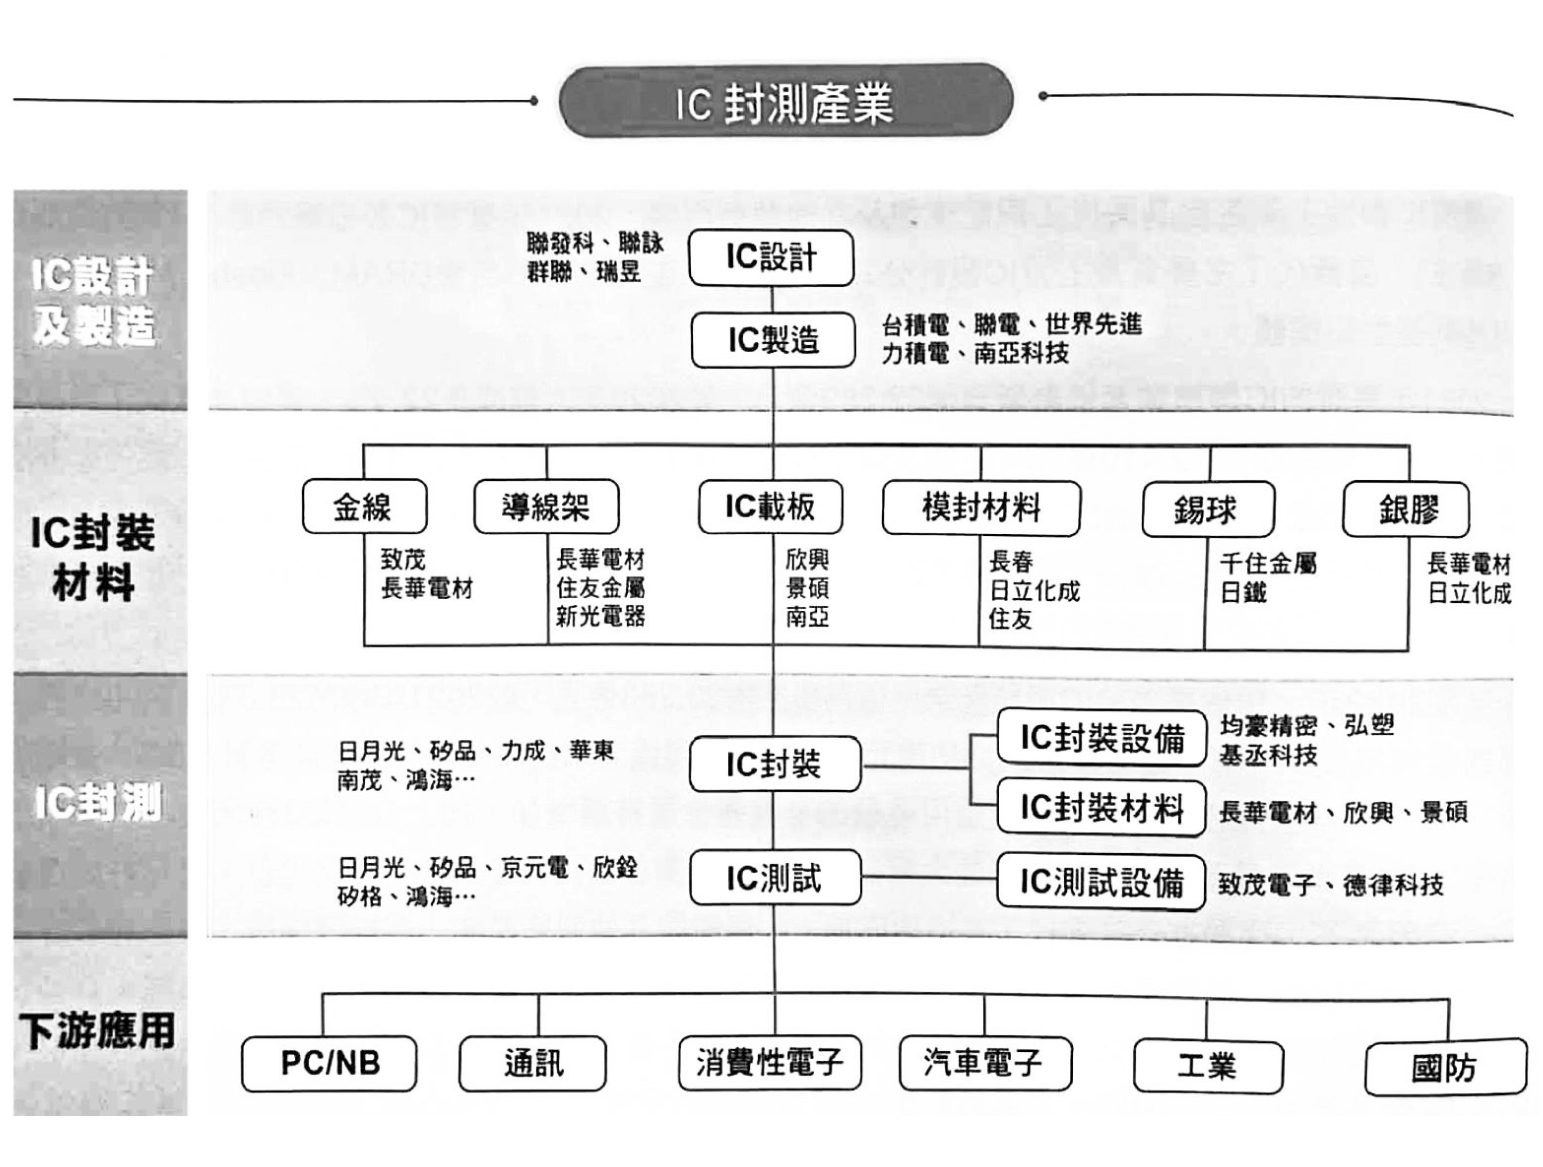 IC 封測產業
IC設計
及製造
聯發科、聯詠
群聯、瑞昱
IC設計
IC製造
台積電、聯電、世界先進
力積電、南亞科技
IC封裝
材料
金線
導線架
IC載板
模封材料
錫球
銀膠
致茂
長華電材
長華電材
住友金屬
新光電器
欣興
景碩
南亞
長春
日立化成
住友
千住金屬
日鐵
長華電材
日立化成
IC封測
日月光、矽品、力成、華東
南茂、鴻海…
IC封裝
IC封裝設備
均豪精密、弘塑
基丞科技
IC封裝材料
長華電材、欣興、景碩
日月光、矽品、京元電、欣銓
矽格、鴻海…
IC測試
IC測試設備
致茂電子、德律科技
下游應用
PC/NB
通訊
消費性電子
汽車電子
工業
國防